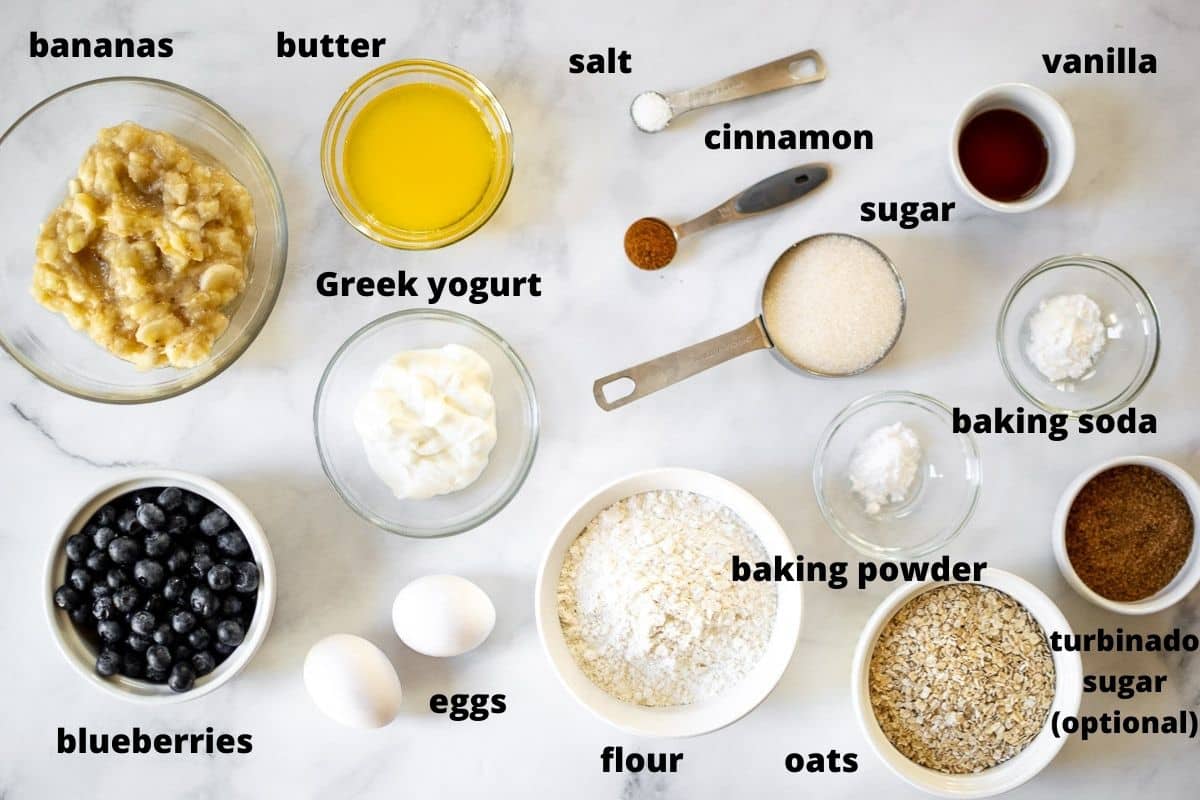 bananas
butter
salt
vanilla
cinnamon
sugar
Greek yogurt
baking soda
baking powder
turbinado
sugar
(optional)
eggs
blueberries
flour
oats